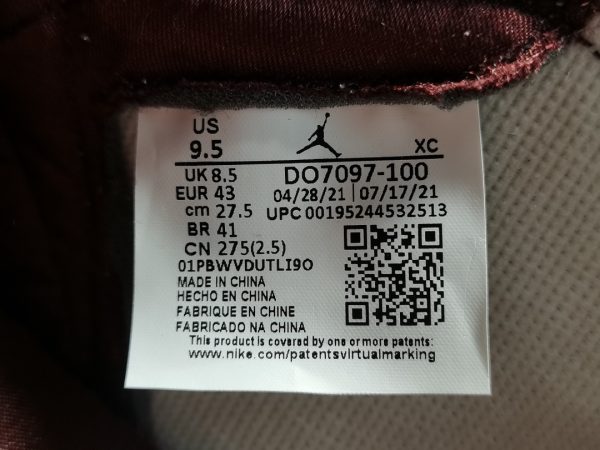 US
9.5
XC
UK 8.5
DO7097-100
EUR 43
04/28/21 07/17/21
cm 27.5
UPC 00195244532513
BR 41
CN 275(2.5)
01PBWVDUTLI9O
MADE IN CHINA
HECHO EN CHINA
FABRIQUE EN CHINE
FABRICADO NA CHINA
This product is covered by one or more patents:
www.nike.com/patentsvirtualmarking